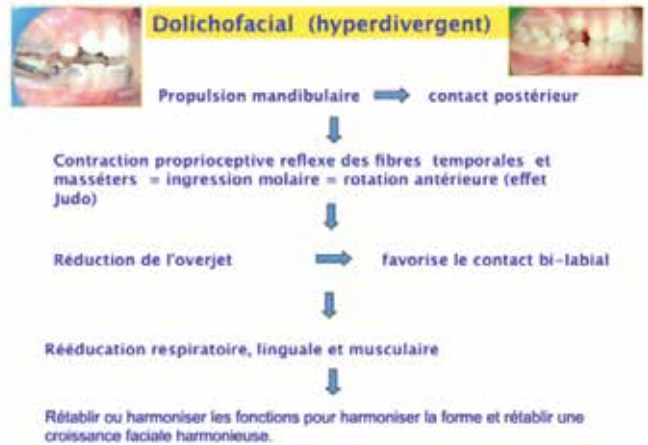 Dolichofacial (hyperdivergent)
Propulsion mandibulaire contact postérieur
Contraction proprioceptive reflexe des fibres temporales et
masséters = ingression molaire = rotation antérieure (effet
Judo)
Réduction de l'overjet favorise le contact bi-labial
Rééducation respiratoire, linguale et musculaire
Rétablir ou harmoniser les fonctions pour harmoniser la forme et rétablir une
croissance faciale harmonieuse.